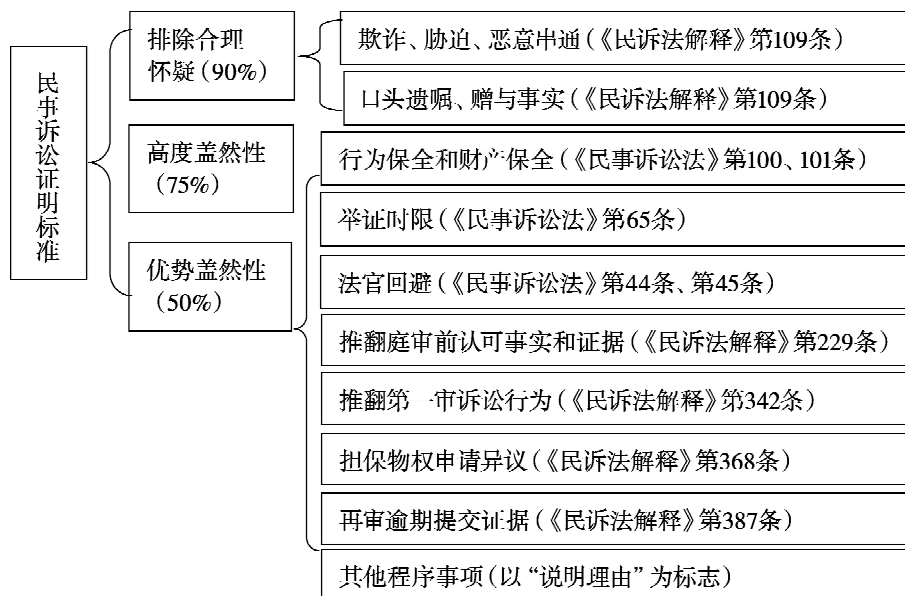 民事诉讼证明标准
排除合理
怀疑（90%）
欺诈、胁迫、恶意串通（《民诉法解释》第109条）
口头遗嘱、赠与事实（《民诉法解释》第109条）
高度盖然性
（75%）
优势盖然性
（50%）
行为保全和财产保全（《民事诉讼法》第100、101条）
举证时限（《民事诉讼法》第65条）
法官回避（《民事诉讼法》第44条、第45条）
推翻庭审前认可事实和证据（《民诉法解释》第229条）
推翻第一审诉讼行为（《民诉法解释》第342条）
担保物权申请异议（《民诉法解释》第368条）
再审逾期提交证据（《民诉法解释》第387条）
其他程序事项（以“说明理由”为标志）